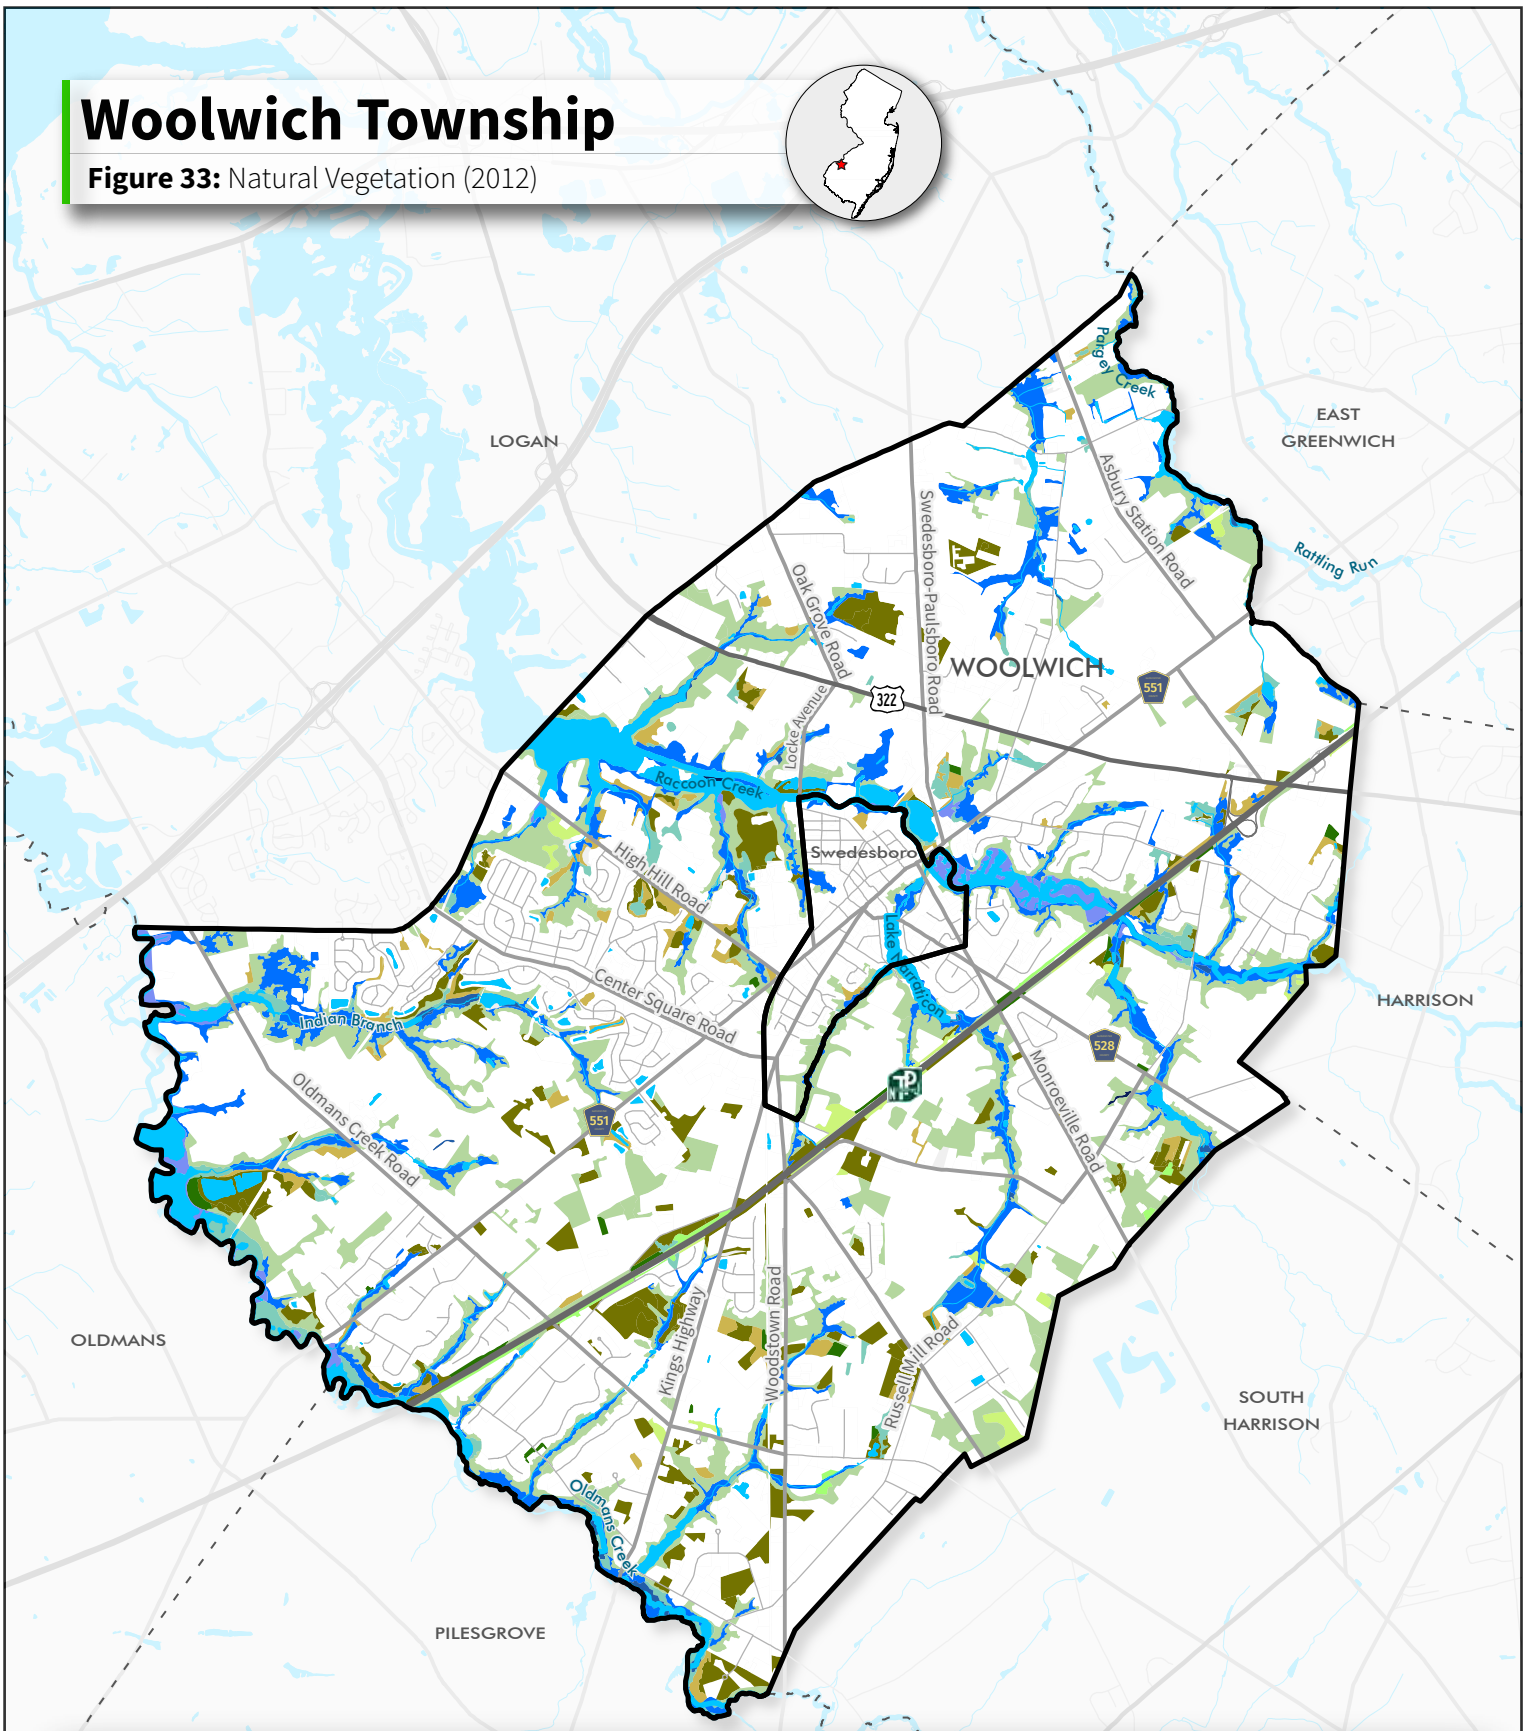 Woolwich Township
Figure 33: Natural Vegetation (2012)
LOGAN
EAST
GREENWICH
Pargey Creek
Asbury Station Road
Rattling Run
Swedesboro-Paulsboro Road
Oak Grove Road
WOOLWICH
551
322
Locke Avenue
Raccoon Creek
High Hill Road
Swedesboro
Lake Narraticon
Center Square Road
Indian Branch
HARRISON
528
Monroeville Road
Oldmans Creek Road
551
OLDMANS
Kings Highway
Woodstown Road
Russell Mill Road
SOUTH
HARRISON
Oldmans Creek
PILESGROVE